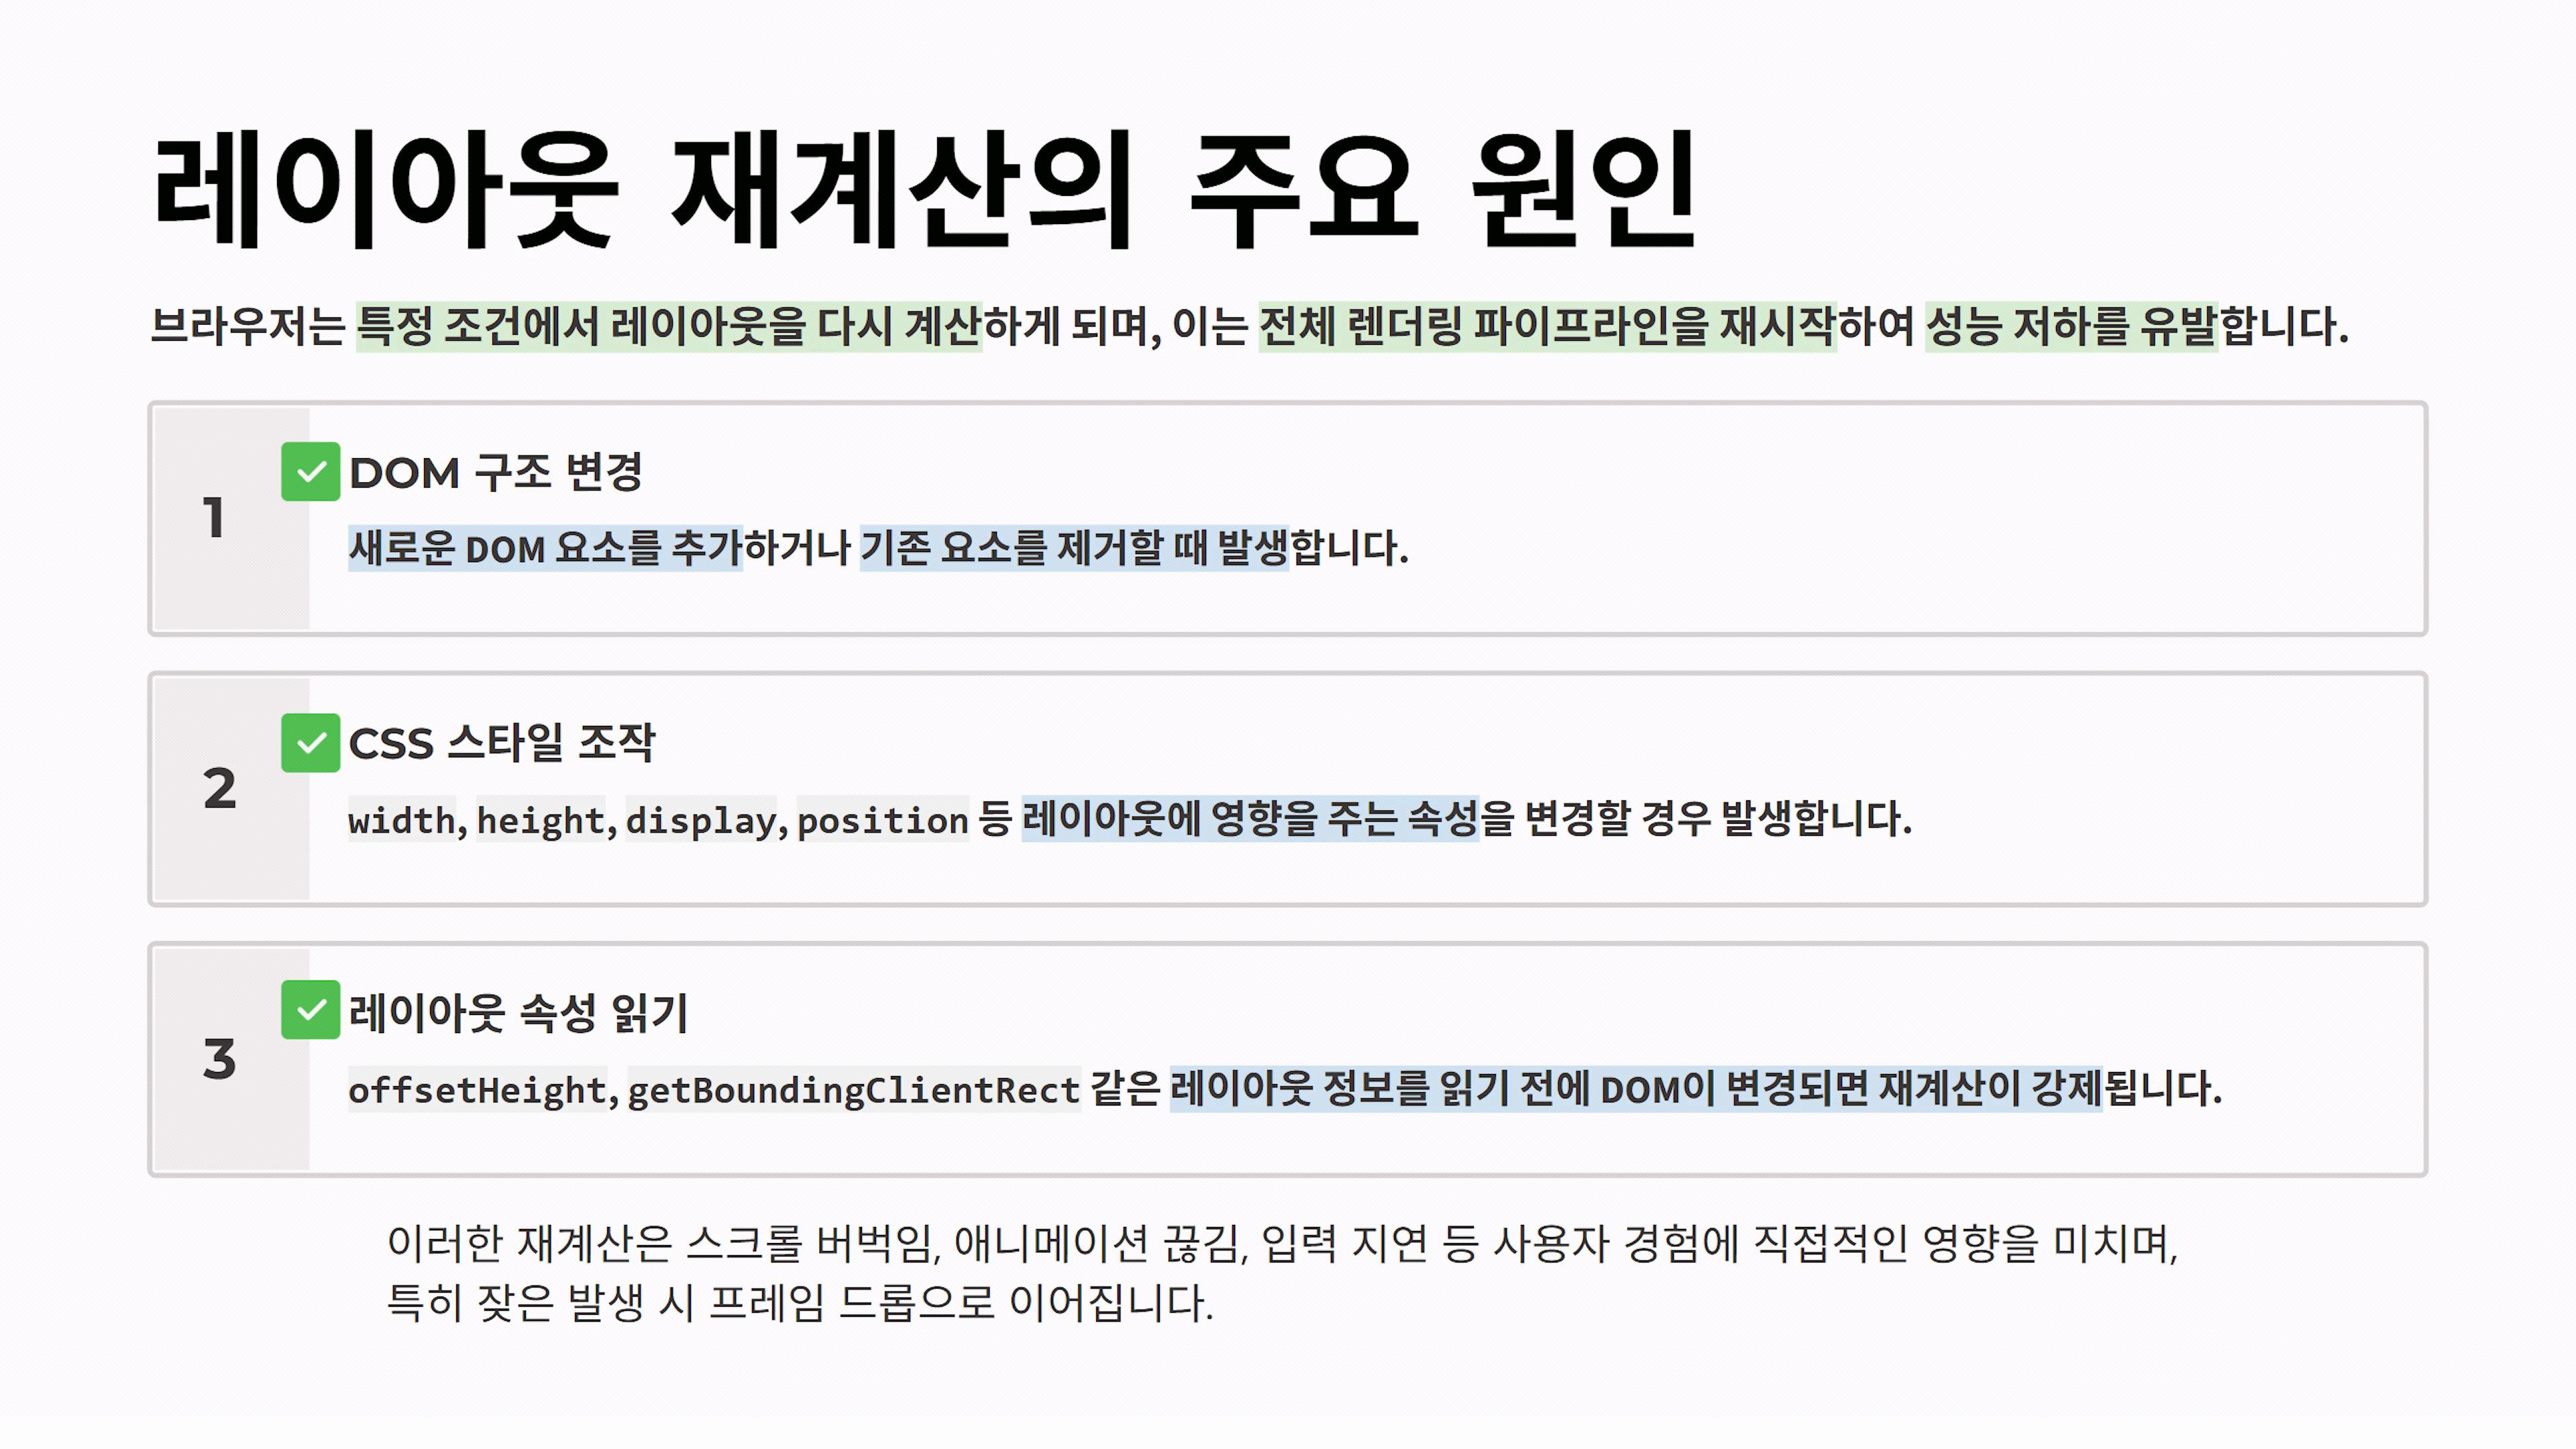 레이아웃 재계산의 주요 원인
브라우저는 특정 조건에서 레이아웃을 다시 계산하게 되며, 이는 전체 렌더링 파이프라인을 재시작하여 성능 저하를 유발합니다.
1
DOM 구조 변경
새로운 DOM 요소를 추가하거나 기존 요소를 제거할 때 발생합니다.
2
CSS 스타일 조작
width, height, display, position 등 레이아웃에 영향을 주는 속성을 변경할 경우 발생합니다.
3
레이아웃 속성 읽기
offsetHeight, getBoundingClientRect 같은 레이아웃 정보를 읽기 전에 DOM이 변경되면 재계산이 강제됩니다.
이러한 재계산은 스크롤 버벅임, 애니메이션 끊김, 입력 지연 등 사용자 경험에 직접적인 영향을 미치며,
특히 잦은 발생 시 프레임 드롭으로 이어집니다.